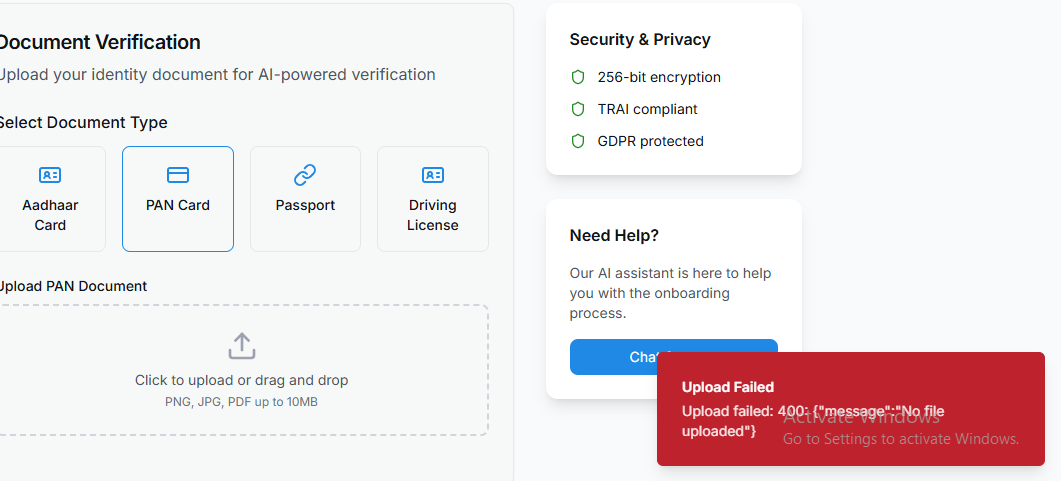 Document Verification
Upload your identity document for AI-powered verification
Select Document Type
Aadhaar
Card
PAN Card
Passport
Driving
License
Upload PAN Document
Click to upload or drag and drop
PNG, JPG, PDF up to 10MB
Security & Privacy
256-bit encryption
TRAI compliant
GDPR protected
Need Help?
Our AI assistant is here to help
you with the onboarding
process.
Chat
Upload Failed
Upload failed: 400: {"message":"No file
uploaded"}
Activate Windows
Go to Settings to activate Windows.